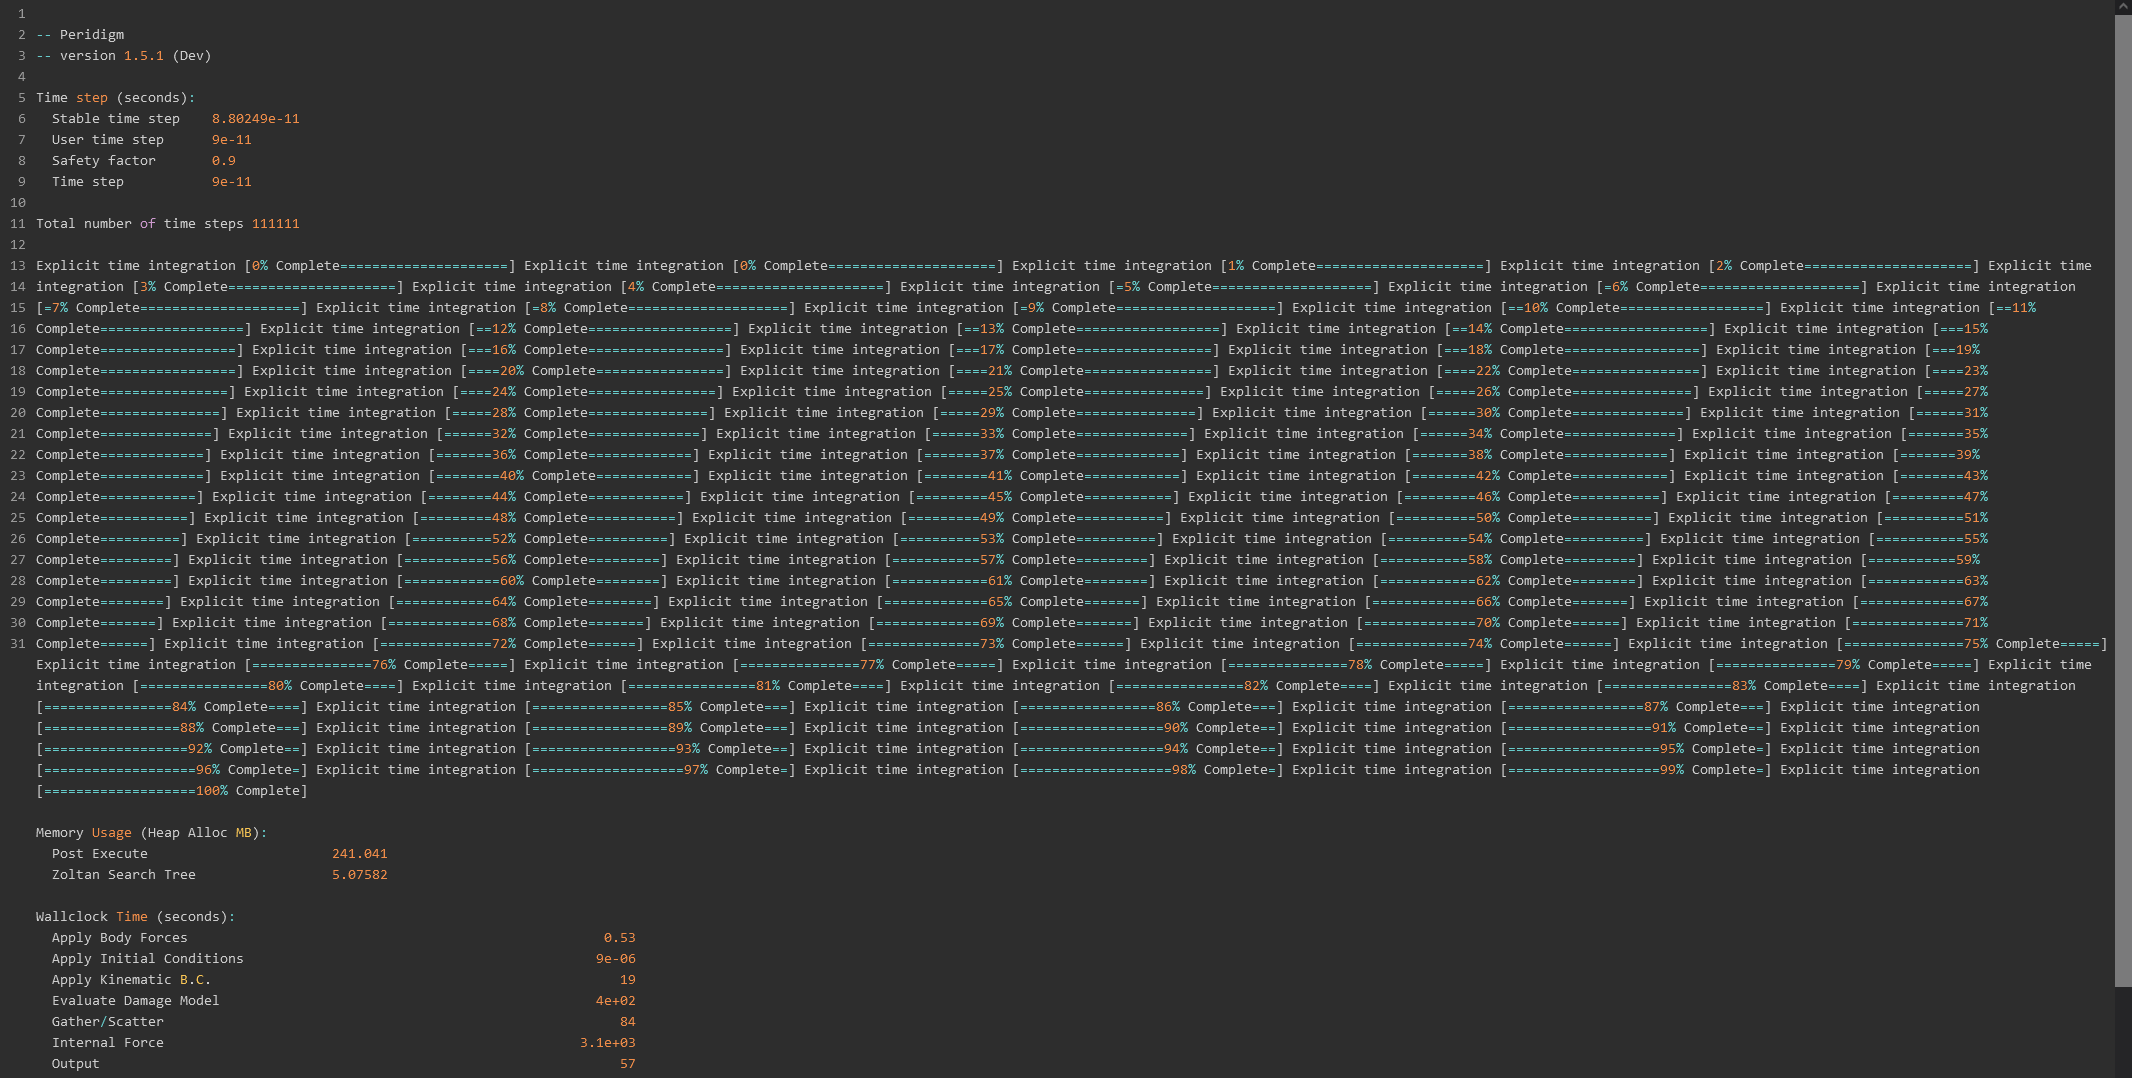 1
2 -- Peridigm
3 -- version 1.5.1 (Dev)
4
5 Time step (seconds):
6 Stable time step 8.80249e-11
7 User time step 9e-11
8 Safety factor 0.9
9 Time step 9e-11
10
11 Total number of time steps 111111
12
13 Explicit time integration [0% Complete=====================] Explicit time integration [0% Complete=====================] Explicit time integration [1% Complete=====================] Explicit time integration [2% Complete=====================] Explicit time
14 integration [3% Complete=====================] Explicit time integration [4% Complete=====================] Explicit time integration [=5% Complete====================] Explicit time integration [=6% Complete====================] Explicit time integration
15 [=7% Complete====================] Explicit time integration [=8% Complete====================] Explicit time integration [=9% Complete====================] Explicit time integration [==10% Complete==================] Explicit time integration [==11%
16 Complete==================] Explicit time integration [==12% Complete==================] Explicit time integration [==13% Complete==================] Explicit time integration [==14% Complete==================] Explicit time integration [===15%
17 Complete=================] Explicit time integration [===16% Complete=================] Explicit time integration [===17% Complete=================] Explicit time integration [===18% Complete=================] Explicit time integration [===19%
18 Complete=================] Explicit time integration [====20% Complete================] Explicit time integration [====21% Complete================] Explicit time integration [====22% Complete================] Explicit time integration [====23%
19 Complete================] Explicit time integration [====24% Complete================] Explicit time integration [=====25% Complete===============] Explicit time integration [=====26% Complete===============] Explicit time integration [=====27%
20 Complete===============] Explicit time integration [=====28% Complete===============] Explicit time integration [=====29% Complete===============] Explicit time integration [======30% Complete==============] Explicit time integration [======31%
21 Complete==============] Explicit time integration [======32% Complete==============] Explicit time integration [======33% Complete==============] Explicit time integration [======34% Complete==============] Explicit time integration [=======35%
22 Complete=============] Explicit time integration [=======36% Complete=============] Explicit time integration [=======37% Complete=============] Explicit time integration [=======38% Complete=============] Explicit time integration [=======39%
23 Complete=============] Explicit time integration [========40% Complete============] Explicit time integration [========41% Complete============] Explicit time integration [========42% Complete============] Explicit time integration [========43%
24 Complete============] Explicit time integration [========44% Complete============] Explicit time integration [=========45% Complete===========] Explicit time integration [=========46% Complete===========] Explicit time integration [=========47%
25 Complete===========] Explicit time integration [=========48% Complete===========] Explicit time integration [=========49% Complete===========] Explicit time integration [==========50% Complete==========] Explicit time integration [==========51%
26 Complete==========] Explicit time integration [==========52% Complete==========] Explicit time integration [==========53% Complete==========] Explicit time integration [==========54% Complete==========] Explicit time integration [===========55%
27 Complete=========] Explicit time integration [===========56% Complete=========] Explicit time integration [===========57% Complete=========] Explicit time integration [===========58% Complete=========] Explicit time integration [===========59%
28 Complete=========] Explicit time integration [============60% Complete========] Explicit time integration [============61% Complete========] Explicit time integration [============62% Complete========] Explicit time integration [============63%
29 Complete========] Explicit time integration [============64% Complete========] Explicit time integration [=============65% Complete=======] Explicit time integration [=============66% Complete=======] Explicit time integration [=============67%
30 Complete=======] Explicit time integration [=============68% Complete=======] Explicit time integration [=============69% Complete=======] Explicit time integration [==============70% Complete======] Explicit time integration [==============71%
31 Complete======] Explicit time integration [==============72% Complete======] Explicit time integration [==============73% Complete======] Explicit time integration [==============74% Complete======] Explicit time integration [===============75% Complete=====]
Explicit time integration [===============76% Complete=====] Explicit time integration [===============77% Complete=====] Explicit time integration [===============78% Complete=====] Explicit time integration [===============79% Complete=====] Explicit time
integration [================80% Complete====] Explicit time integration [================81% Complete====] Explicit time integration [================82% Complete====] Explicit time integration [================83% Complete====] Explicit time integration
[================84% Complete====] Explicit time integration [=================85% Complete===] Explicit time integration [=================86% Complete===] Explicit time integration [=================87% Complete===] Explicit time integration
[=================88% Complete===] Explicit time integration [=================89% Complete===] Explicit time integration [==================90% Complete==] Explicit time integration [==================91% Complete==] Explicit time integration
[==================92% Complete==] Explicit time integration [==================93% Complete==] Explicit time integration [==================94% Complete==] Explicit time integration [===================95% Complete=] Explicit time integration
[===================96% Complete=] Explicit time integration [===================97% Complete=] Explicit time integration [===================98% Complete=] Explicit time integration [===================99% Complete=] Explicit time integration
[===================100% Complete]
Memory Usage (Heap Alloc MB):
Post Execute 241.041
Zoltan Search Tree 5.07582
Wallclock Time (seconds):
Apply Body Forces 0.53
Apply Initial Conditions 9e-06
Apply Kinematic B.C. 19
Evaluate Damage Model 4e+02
Gather/Scatter 84
Internal Force 3.1e+03
Output 57